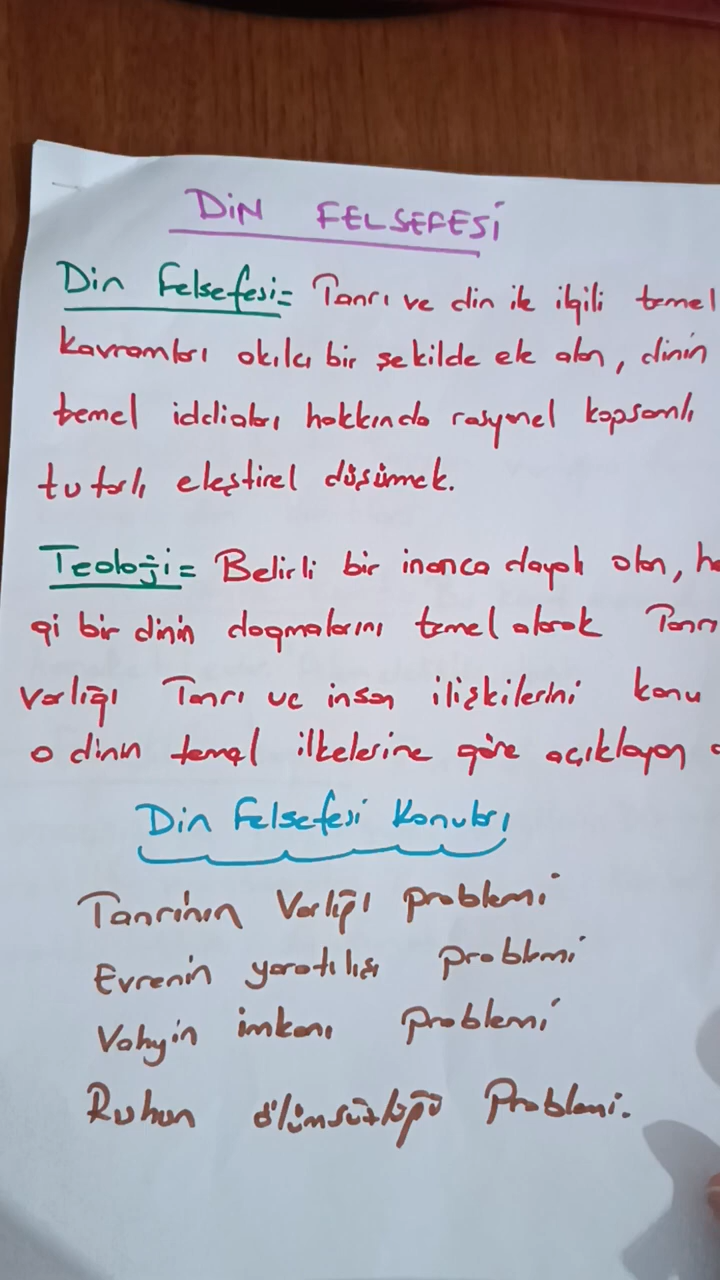 DİN FELSEFESİ
Din Felsefesi= Tanrı ve din ile ilgili temel
kavramları akılcı bir şekilde ele alan, dinin
temel iddiaları hakkında rasyonel kapsamlı
tutarlı eleştirel düşünmek.
Teoloji= Belirli bir inanca dayalı olan, he
gi bir dinin dogmalarını temel alarak Tanrı
varlığı Tanrı ve insan ilişkilerini konu
o dinin temel ilkelerine göre açıklayan
Din Felsefesi Konuları
Tanrının Varlığı problemi
Evrenin yaratılışı problemi
Vahyin imkanı problemi
Ruhun ölümsüzlüğü Problemi.